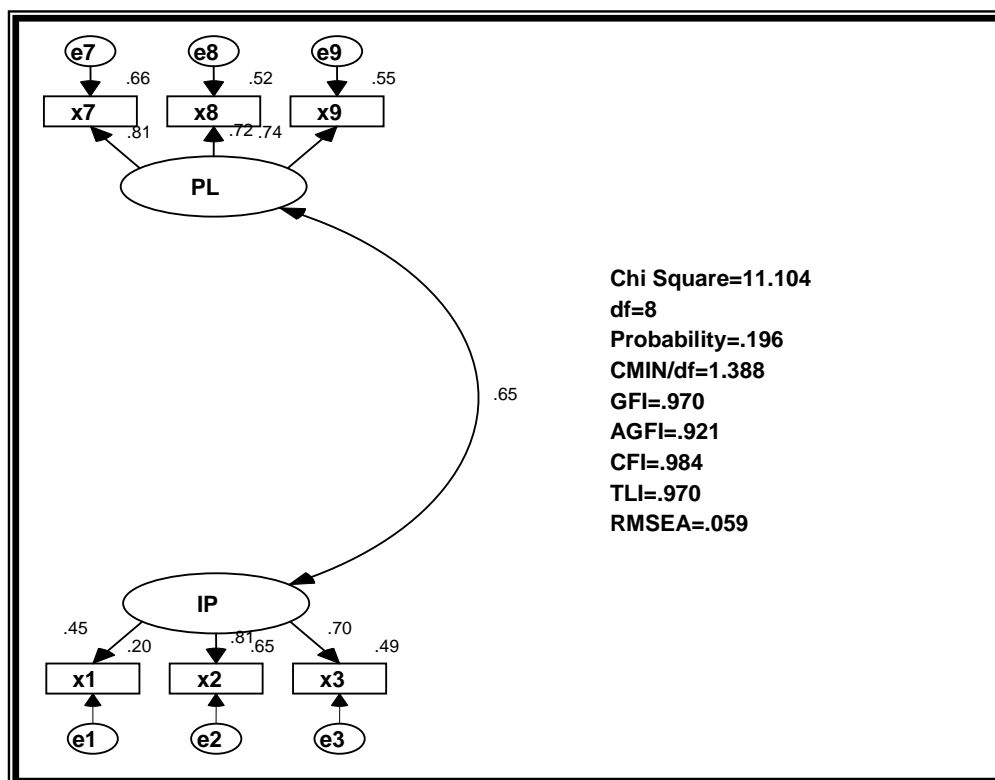 e7 e8 e9
.66 .52 .55
x7 x8 x9
.81 .72 .74
PL
Chi Square=11.104
df=8
Probability=.196
CMIN/df=1.388
.65
GFI=.970
AGFI=.921
CFI=.984
TLI=.970
RMSEA=.059
IP
.45 .81 .70
.20 .65 .49
x1 x2 x3
e1 e2 e3